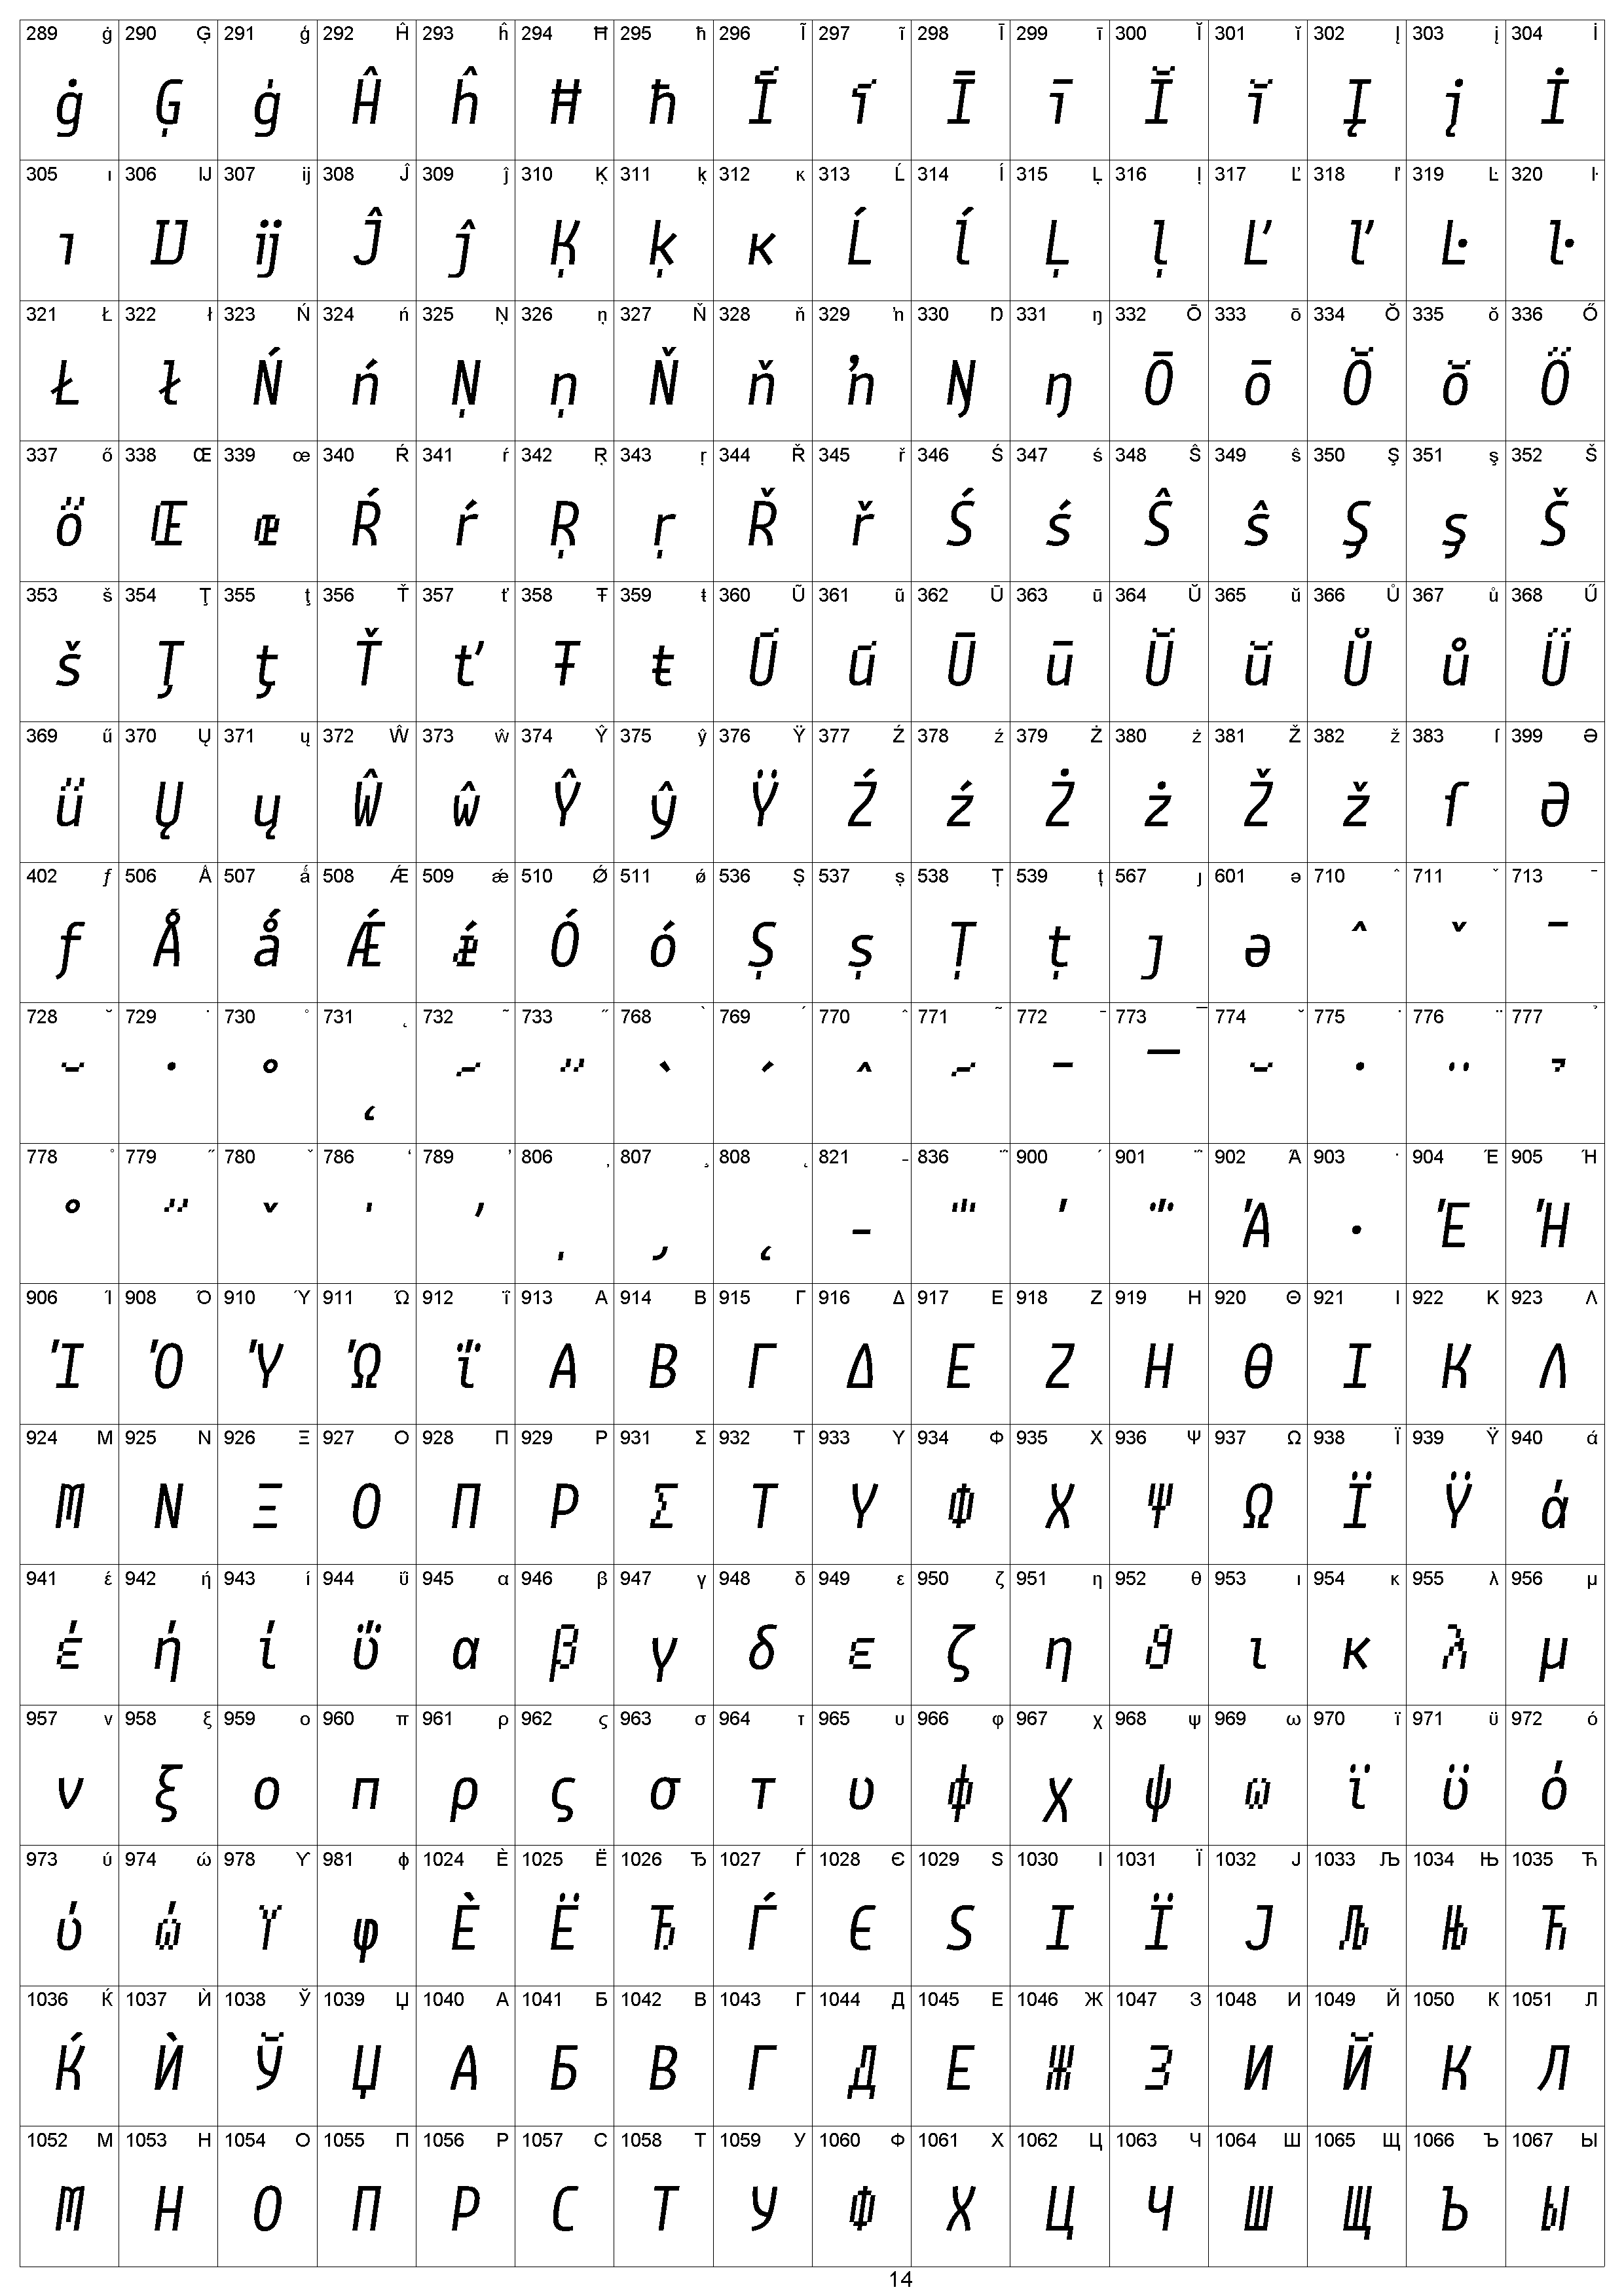 289 ġ 290 Ģ 291 ģ 292 Ĥ 293 ĥ 294 Ħ 295 ħ 296 Ĩ 297 ĩ 298 Ī 299 ī 300 Ĭ 301 ĭ 302 Į 303 į 304 İ
ġ Ģ ģ Ĥ ĥ Ħ ħ Ĩ ĩ Ī ī Ĭ ĭ Į į İ
305 ı 306 Ĳ 307 ĳ 308 Ĵ 309 ĵ 310 Ķ 311 ķ 312 ĸ 313 Ĺ 314 ĺ 315 Ļ 316 ļ 317 Ľ 318 ľ 319 Ŀ 320 ŀ
ı Ĳ ĳ Ĵ ĵ Ķ ķ ĸ Ĺ ĺ Ļ ļ Ľ ľ Ŀ ŀ
321 Ł 322 ł 323 Ń 324 ń 325 Ņ 326 ņ 327 Ň 328 ň 329 ŉ 330 Ŋ 331 ŋ 332 Ō 333 ō 334 Ŏ 335 ŏ 336 Ő
Ł ł Ń ń Ņ ņ Ň ň ŉ Ŋ ŋ Ō ō Ŏ ŏ Ő
337 ő 338 Œ 339 œ 340 Ŕ 341 ŕ 342 Ŗ 343 ŗ 344 Ř 345 ř 346 Ś 347 ś 348 Ŝ 349 ŝ 350 Ş 351 ş 352 Š
ő Œ œ Ŕ ŕ Ŗ ŗ Ř ř Ś ś Ŝ ŝ Ş ş Š
353 š 354 Ţ 355 ţ 356 Ť 357 ť 358 Ŧ 359 ŧ 360 Ũ 361 ũ 362 Ū 363 ū 364 Ŭ 365 ŭ 366 Ů 367 ů 368 Ű
š Ţ ţ Ť ť Ŧ ŧ Ũ ũ Ū ū Ŭ ŭ Ů ů Ű
369 ű 370 Ų 371 ų 372 Ŵ 373 ŵ 374 Ŷ 375 ŷ 376 Ÿ 377 Ź 378 ź 379 Ż 380 ż 381 Ž 382 ž 383 ſ 399 Ə
ű Ų ų Ŵ ŵ Ŷ ŷ Ÿ Ź ź Ż ż Ž ž ſ Ə
402 ƒ 506 Ǻ 507 ǻ 508 Ǽ 509 ǽ 510 Ǿ 511 ǿ 536 Ș 537 ș 538 Ț 539 ț 567 ȷ 601 ə 710 ˆ 711 ˇ 713 ˉ
ƒ Ǻ ǻ Ǽ ǽ Ó ó Ș ș Ț ț ȷ ə ˆ ˇ ˉ
728 ˘ 729 ˙ 730 ˚ 731 ˛ 732 ˜ 733 ˝ 768 ̀ 769 ́ 770 ̂ 771 ̃ 772 ̄ 773 ̅ 774 ̆ 775 ̇ 776 ̈ 777 ̉
˘ ˙ ˚ ˛ ˜ ˝ ̀ ́ ̂ ̃ ̄ ̅ ̆ ̇ ̈ ̉
778 ̊ 779 ̋ 780 ̌ 786 ̒ 789 ̕ 806 ̦ 807 ̧ 808 ̨ 821 ̵ 836 ̈́ 900 ΄ 901 ΅ 902 Ά 903 · 904 Έ 905 Ή
̊ ̋ ̌ ̒ ̕ ̦ ̧ ̨ ̵ ̈́ ΄ ΅ Ά · Έ Ή
906 Ί 908 Ό 910 Ύ 911 Ώ 912 ΐ 913 Α 914 Β 915 Γ 916 Δ 917 Ε 918 Ζ 919 Η 920 Θ 921 Ι 922 Κ 923 Λ
Ί Ό Ύ Ώ ΐ Α Β Γ Δ Ε Ζ Η Θ Ι Κ Λ
924 Μ 925 Ν 926 Ξ 927 Ο 928 Π 929 Ρ 931 Σ 932 Τ 933 Υ 934 Φ 935 Χ 936 Ψ 937 Ω 938 Ϊ 939 Ϋ 940 ά
Μ Ν Ξ Ο Π Ρ Σ Τ Υ Φ Χ Ψ Ω Ϊ Ϋ ά
941 έ 942 ή 943 ί 944 ΰ 945 α 946 β 947 γ 948 δ 949 ε 950 ζ 951 η 952 θ 953 ι 954 κ 955 λ 956 μ
έ ή ί ΰ α β γ δ ε ζ η θ ι κ λ μ
957 ν 958 ξ 959 ο 960 π 961 ρ 962 ς 963 σ 964 τ 965 υ 966 φ 967 χ 968 ψ 969 ω 970 ϊ 971 ϋ 972 ό
ν ξ ο π ρ ς σ τ υ ϕ χ ψ ω ϊ ϋ ό
973 ύ 974 ώ 978 ϒ 981 ϕ 1024 Ѐ 1025 Ё 1026 Ђ 1027 Ѓ 1028 Є 1029 Ѕ 1030 І 1031 Ї 1032 Ј 1033 Љ 1034 Њ 1035 Ћ
ύ ώ ϒ φ Ѐ Ё Ђ Ѓ Є Ѕ І Ї Ј Љ Њ Ћ
1036 Ќ 1037 Ѝ 1038 Ў 1039 Џ 1040 А 1041 Б 1042 В 1043 Г 1044 Д 1045 Е 1046 Ж 1047 З 1048 И 1049 Й 1050 К 1051 Л
Ќ Ѝ Ў Џ А Б В Г Д Е Ж З И Й К Л
1052 М 1053 Н 1054 О 1055 П 1056 Р 1057 С 1058 Т 1059 У 1060 Ф 1061 Х 1062 Ц 1063 Ч 1064 Ш 1065 Щ 1066 Ъ 1067 Ы
М Н О П Р С Т У Ф Х Ц Ч Ш Щ Ъ Ы
14